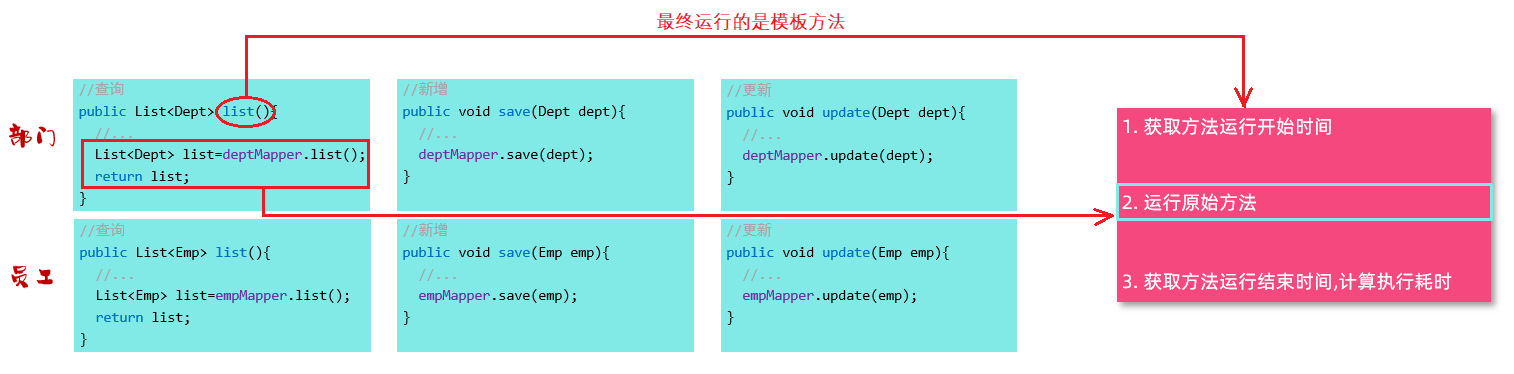 最终运行的是模板方法
部门
//查询
public List<Dept> list(){
//...
List<Dept> list=deptMapper.list();
return list;
}
//新增
public void save(Dept dept){
//...
deptMapper.save(dept);
}
//更新
public void update(Dept dept){
//...
deptMapper.update(dept);
}
员工
//查询
public List<Emp> list(){
//...
List<Emp> list=empMapper.list();
return list;
}
//新增
public void save(Emp emp){
//...
empMapper.save(emp);
}
//更新
public void update(Emp emp){
//...
empMapper.update(emp);
}
1. 获取方法运行开始时间
2. 运行原始方法
3. 获取方法运行结束时间,计算执行耗时